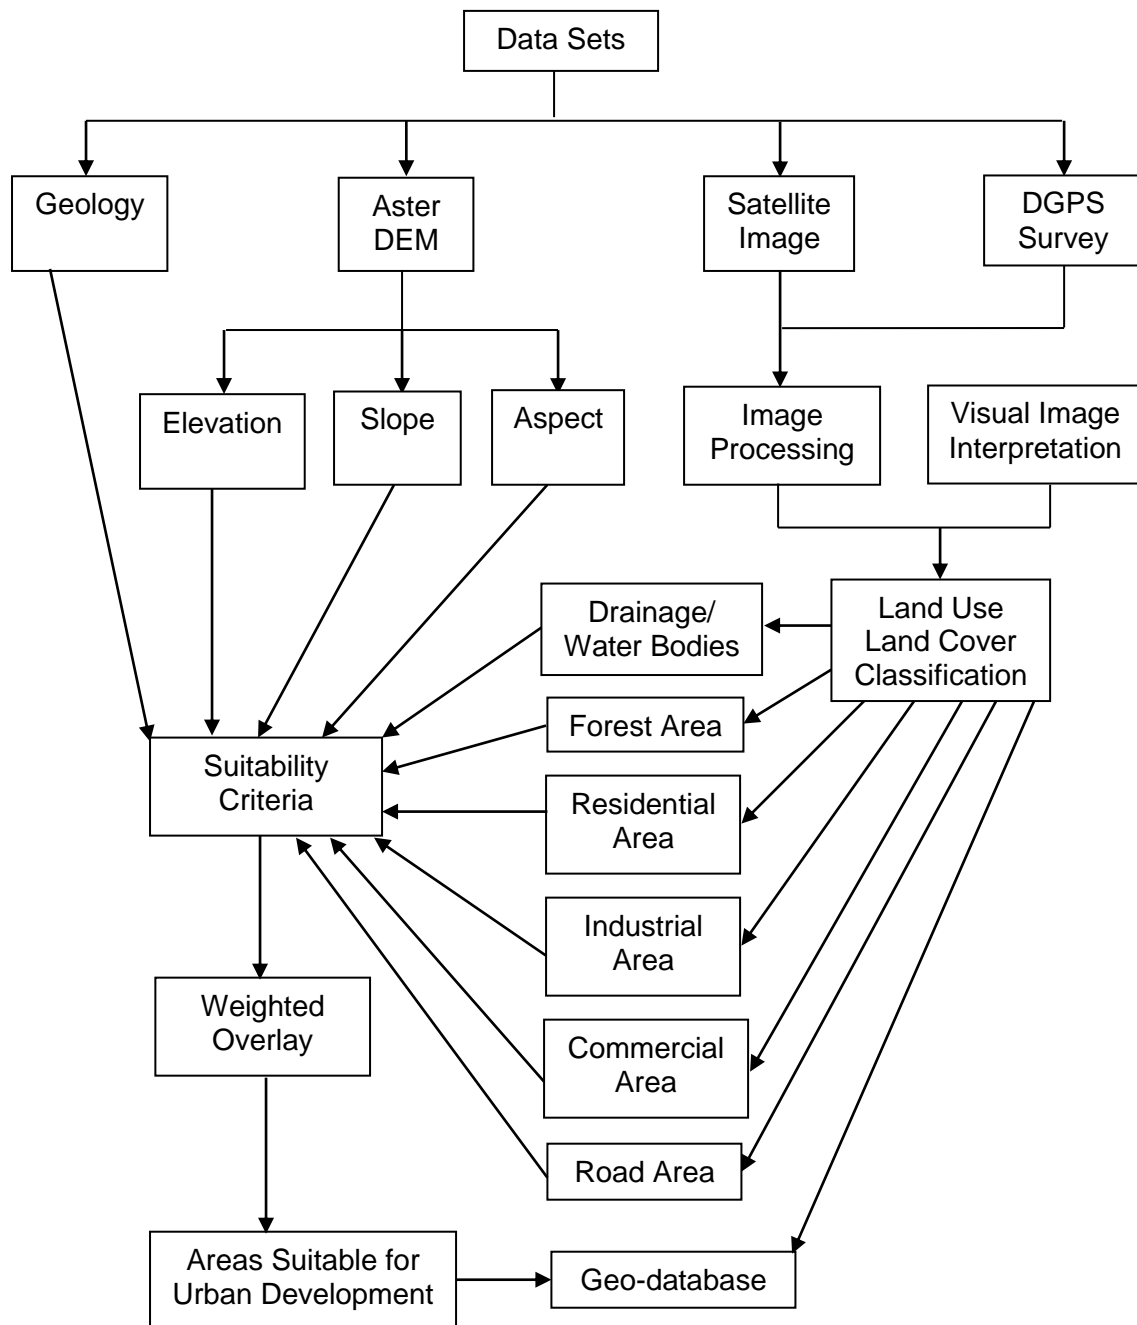 Data Sets
Geology
Aster
DEM
Satellite
Image
DGPS
Survey
Elevation
Slope
Aspect
Image
Processing
Visual Image
Interpretation
Drainage/
Water Bodies
Land Use
Land Cover
Classification
Forest Area
Suitability
Criteria
Residential
Area
Industrial
Area
Weighted
Overlay
Commercial
Area
Road Area
Areas Suitable for
Urban Development
Geo-database